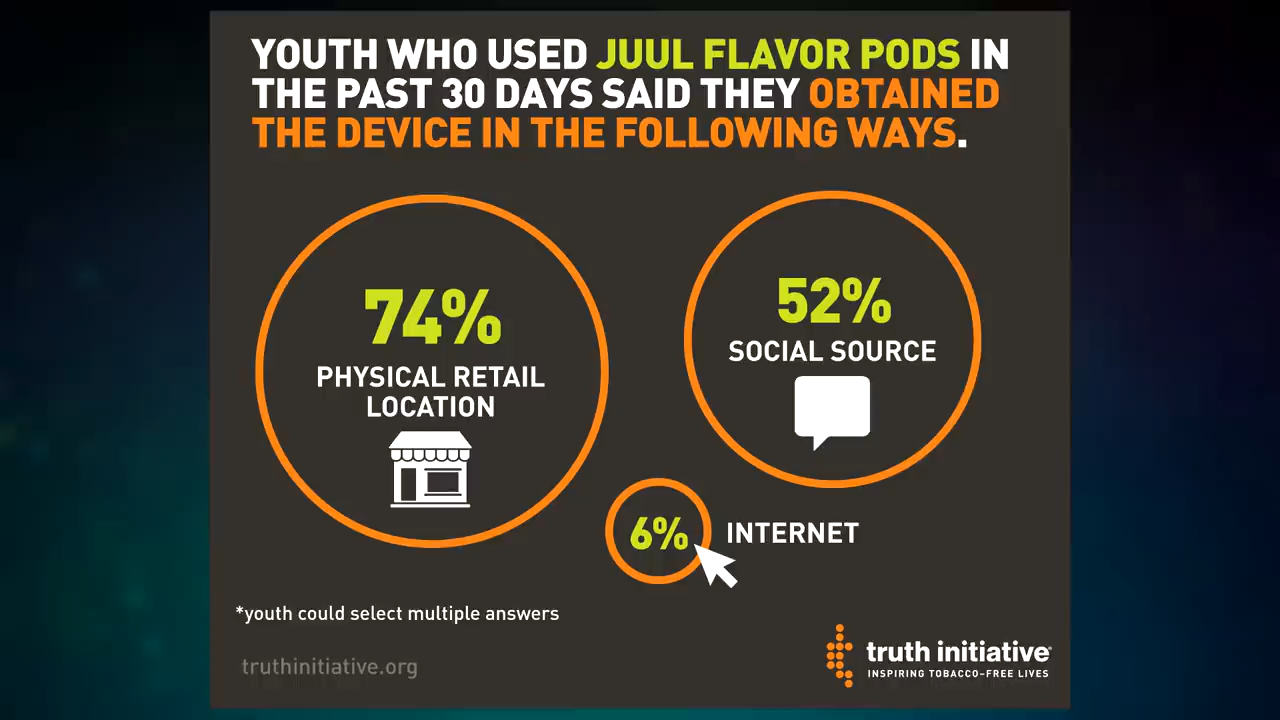 YOUTH WHO USED JUUL FLAVOR PODS IN
THE PAST 30 DAYS SAID THEY OBTAINED
THE DEVICE IN THE FOLLOWING WAYS.
74%
PHYSICAL RETAIL
LOCATION
52%
SOCIAL SOURCE
6%
INTERNET
*youth could select multiple answers
truthinitiative.org
truth initiative®
INSPIRING TOBACCO-FREE LIVES